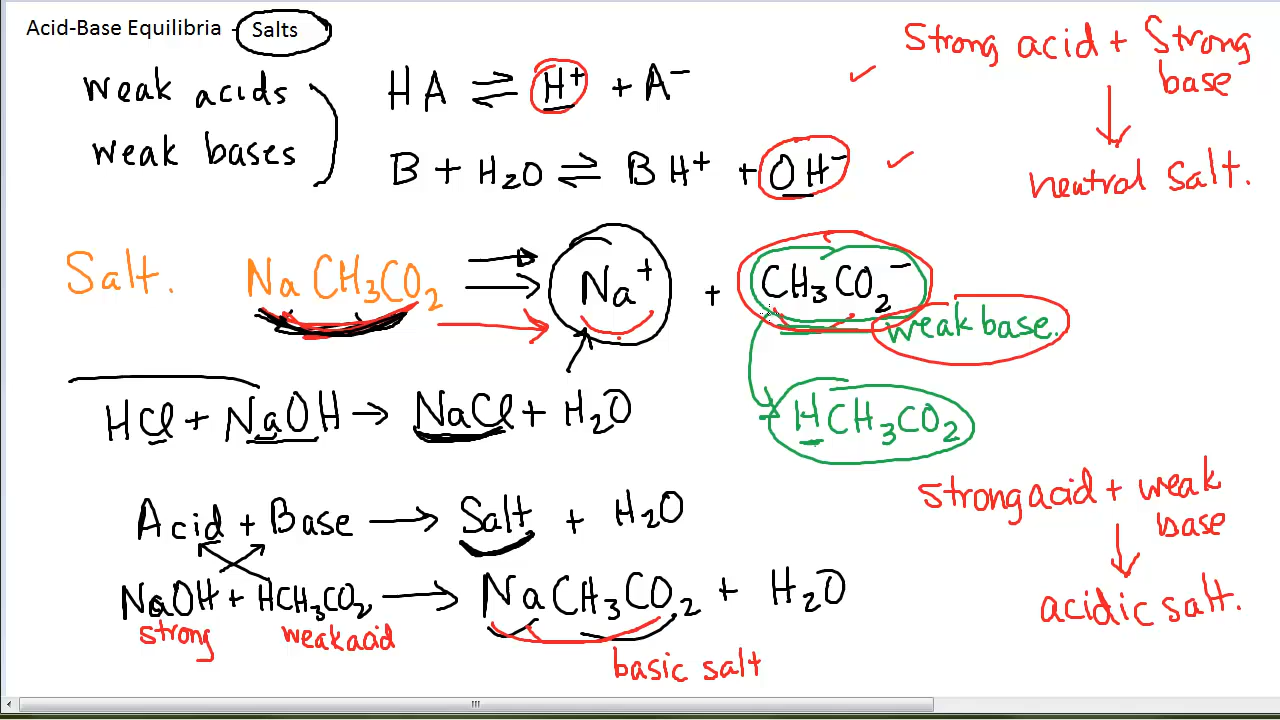 Acid-Base Equilibria - Salts
Strong acid + Strong
base
neutral salt.
weak acids
HA ⇌ H⁺ + A⁻
weak bases
B + H₂O ⇌ BH⁺ + OH⁻
Salt. NaCH₃CO₂ → Na⁺ + CH₃CO₂⁻
weak base.
HCl + NaOH → NaCl + H₂O
HCH₃CO₂
Acid + Base → Salt + H₂O
NaOH + HCH₃CO₂ → NaCH₃CO₂ + H₂O
strong weak acid
basic salt
strong acid + weak
base
acidic salt.